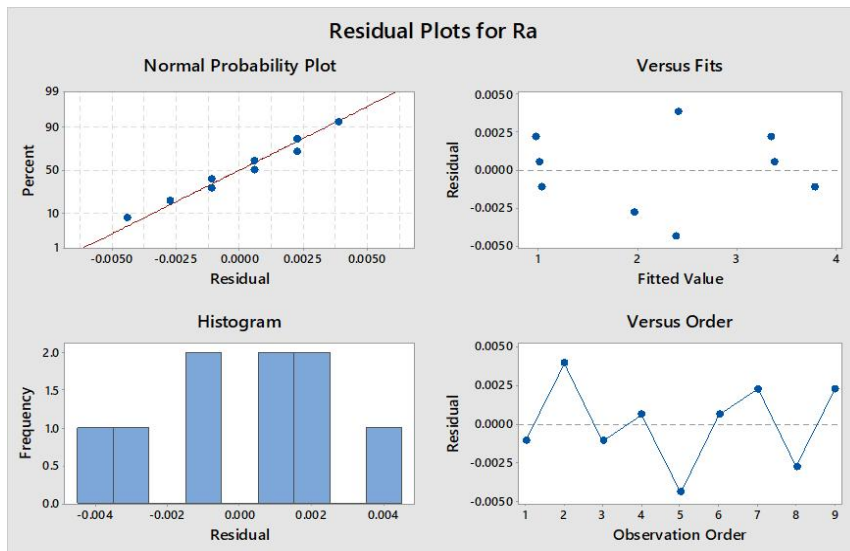 Residual Plots for Ra
Normal Probability Plot
99
90
50
10
1
Percent
-0.0050 -0.0025 0.0000 0.0025 0.0050
Residual
Versus Fits
0.0050
0.0025
0.0000
-0.0025
-0.0050
Residual
1 2 3 4
Fitted Value
Histogram
2.0
1.5
1.0
0.5
0.0
Frequency
-0.004 -0.002 0.000 0.002 0.004
Residual
Versus Order
0.0050
0.0025
0.0000
-0.0025
-0.0050
Residual
1 2 3 4 5 6 7 8 9
Observation Order